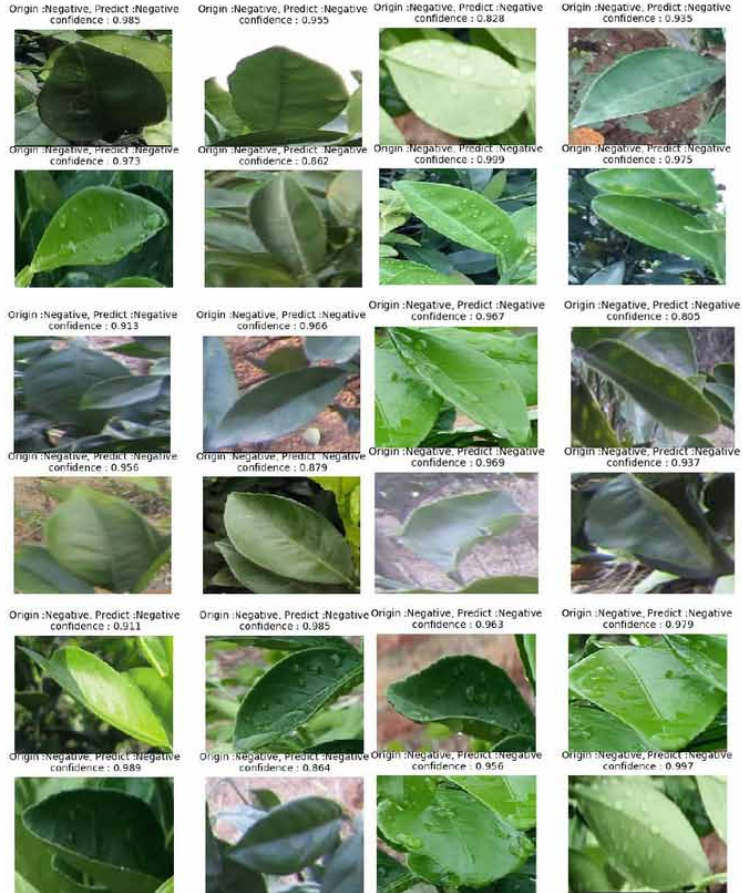 Origin :Negative, Predict :Negative
confidence : 0.985
Origin :Negative, Predict :Negative
confidence : 0.955
Origin :Negative, Predict :Negative
confidence : 0.828
Origin :Negative, Predict :Negative
confidence : 0.935
Origin :Negative, Predict :Negative
confidence : 0.973
Origin :Negative, Predict :Negative
confidence : 0.862
Origin :Negative, Predict :Negative
confidence : 0.999
Origin :Negative, Predict :Negative
confidence : 0.975
Origin :Negative, Predict :Negative
confidence : 0.913
Origin :Negative, Predict :Negative
confidence : 0.966
Origin :Negative, Predict :Negative
confidence : 0.967
Origin :Negative, Predict :Negative
confidence : 0.805
Origin :Negative, Predict :Negative
confidence : 0.956
Origin :Negative, Predict :Negative
confidence : 0.879
Origin :Negative, Predict :Negative
confidence : 0.969
Origin :Negative, Predict :Negative
confidence : 0.937
Origin :Negative, Predict :Negative
confidence : 0.911
Origin :Negative, Predict :Negative
confidence : 0.985
Origin :Negative, Predict :Negative
confidence : 0.963
Origin :Negative, Predict :Negative
confidence : 0.979
Origin :Negative, Predict :Negative
confidence : 0.989
Origin :Negative, Predict :Negative
confidence : 0.864
Origin :Negative, Predict :Negative
confidence : 0.956
Origin :Negative, Predict :Negative
confidence : 0.997